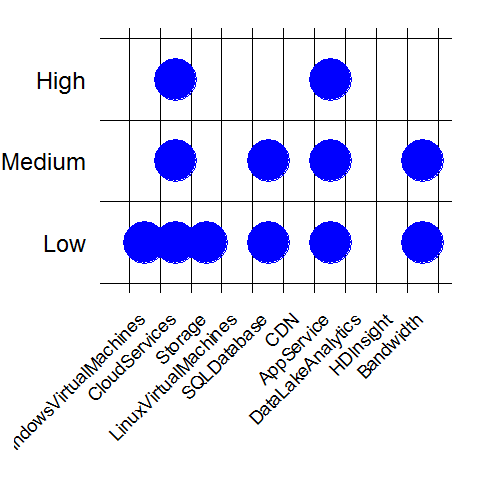 High
Medium
Low
ndowsVirtualMachines
CloudServices
Storage
LinuxVirtualMachines
SQLDatabase
CDN
AppService
DataLakeAnalytics
HDInsight
Bandwidth